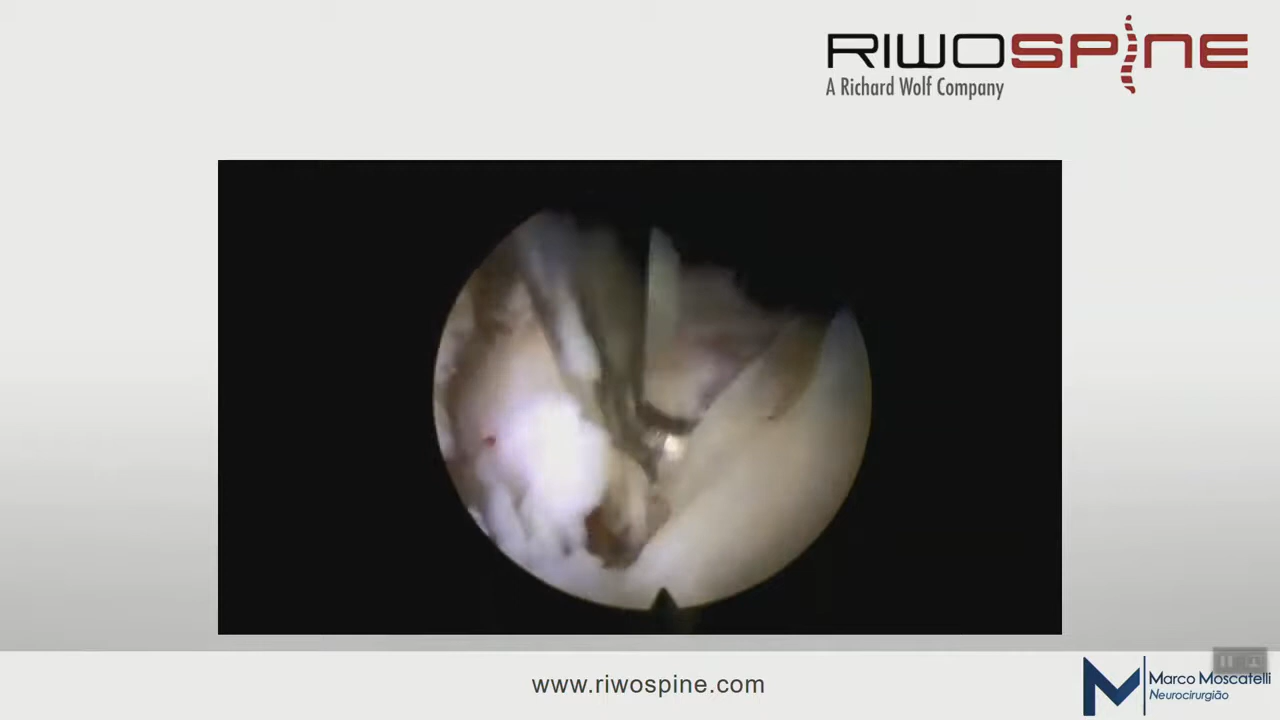 RIWOSPINE
A Richard Wolf Company
www.riwospine.com
M
Marco Moscatelli
Neurocirurgião